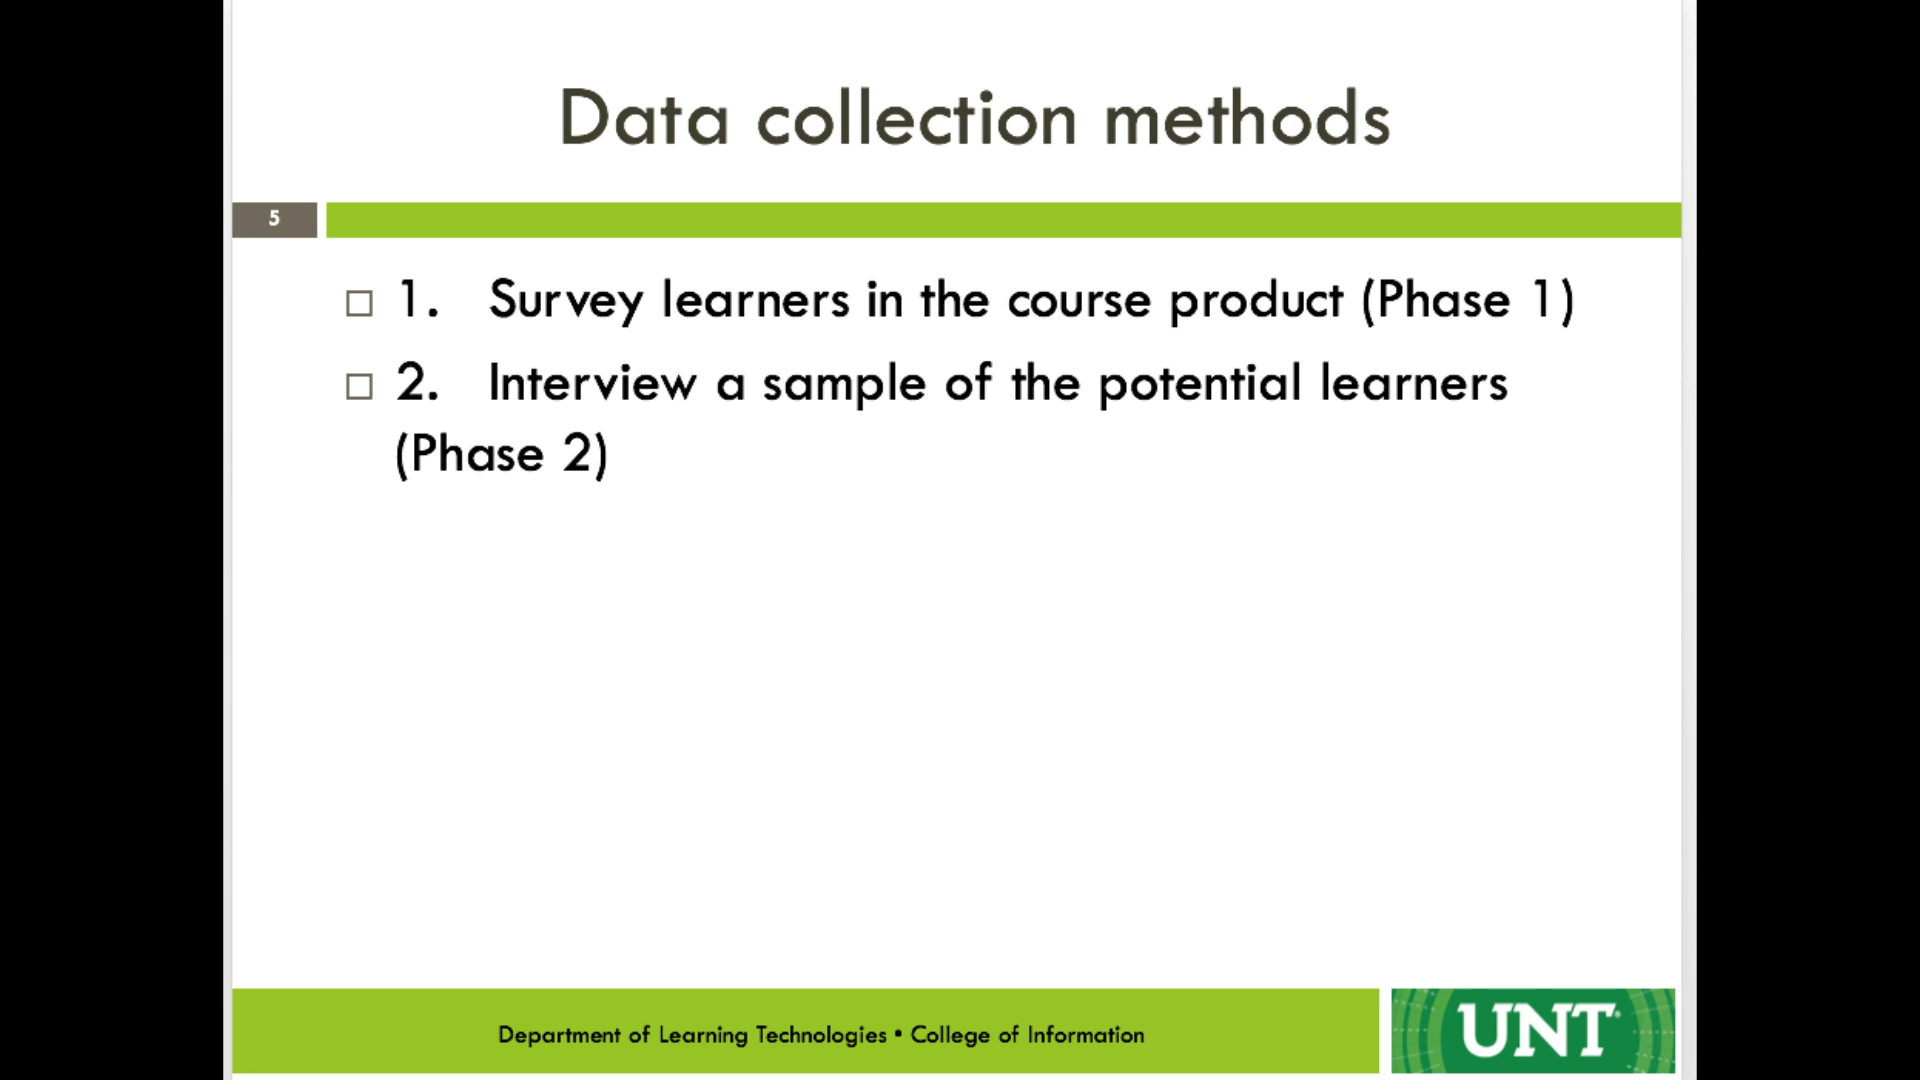 Data collection methods
5
1. Survey learners in the course product (Phase 1)
2. Interview a sample of the potential learners
(Phase 2)
Department of Learning Technologies • College of Information
UNT